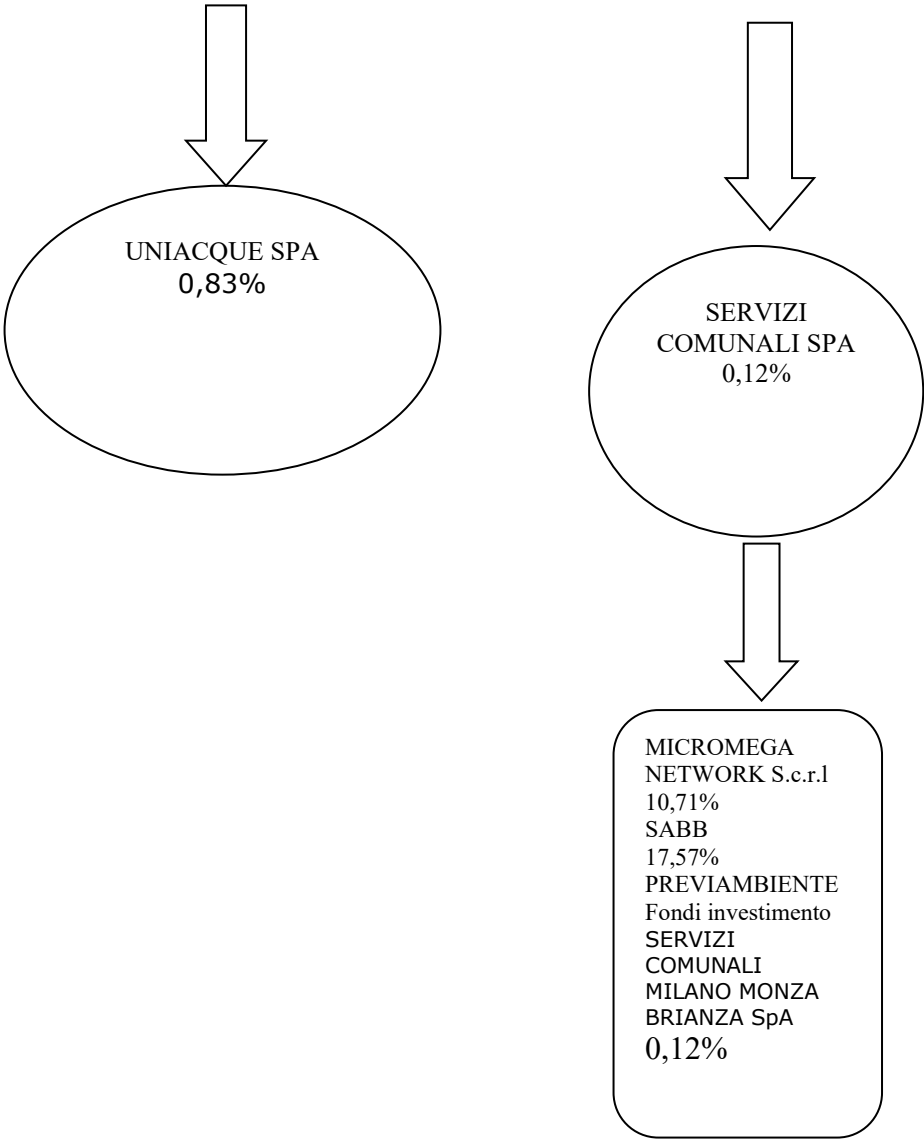 UNIACQUE SPA
0,83%
SERVIZI
COMUNALI SPA
0,12%
MICROMEGA
NETWORK S.c.r.l
10,71%
SABB
17,57%
PREVIAMBIENTE
Fondi investimento
SERVIZI
COMUNALI
MILANO MONZA
BRIANZA SpA
0,12%